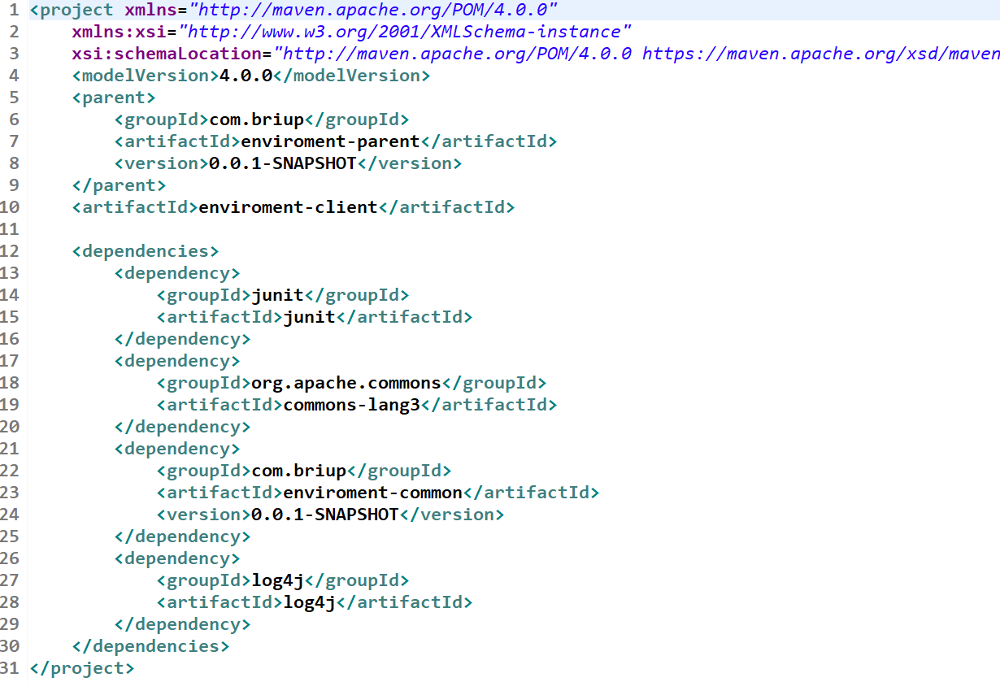 1 <project xmlns="http://maven.apache.org/POM/4.0.0"
2     xmlns:xsi="http://www.w3.org/2001/XMLSchema-instance"
3     xsi:schemaLocation="http://maven.apache.org/POM/4.0.0 https://maven.apache.org/xsd/maven
4     <modelVersion>4.0.0</modelVersion>
5     <parent>
6         <groupId>com.briup</groupId>
7         <artifactId>enviroment-parent</artifactId>
8         <version>0.0.1-SNAPSHOT</version>
9     </parent>
10     <artifactId>enviroment-client</artifactId>
11
12     <dependencies>
13         <dependency>
14             <groupId>junit</groupId>
15             <artifactId>junit</artifactId>
16         </dependency>
17         <dependency>
18             <groupId>org.apache.commons</groupId>
19             <artifactId>commons-lang3</artifactId>
20         </dependency>
21         <dependency>
22             <groupId>com.briup</groupId>
23             <artifactId>enviroment-common</artifactId>
24             <version>0.0.1-SNAPSHOT</version>
25         </dependency>
26         <dependency>
27             <groupId>log4j</groupId>
28             <artifactId>log4j</artifactId>
29         </dependency>
30     </dependencies>
31 </project>